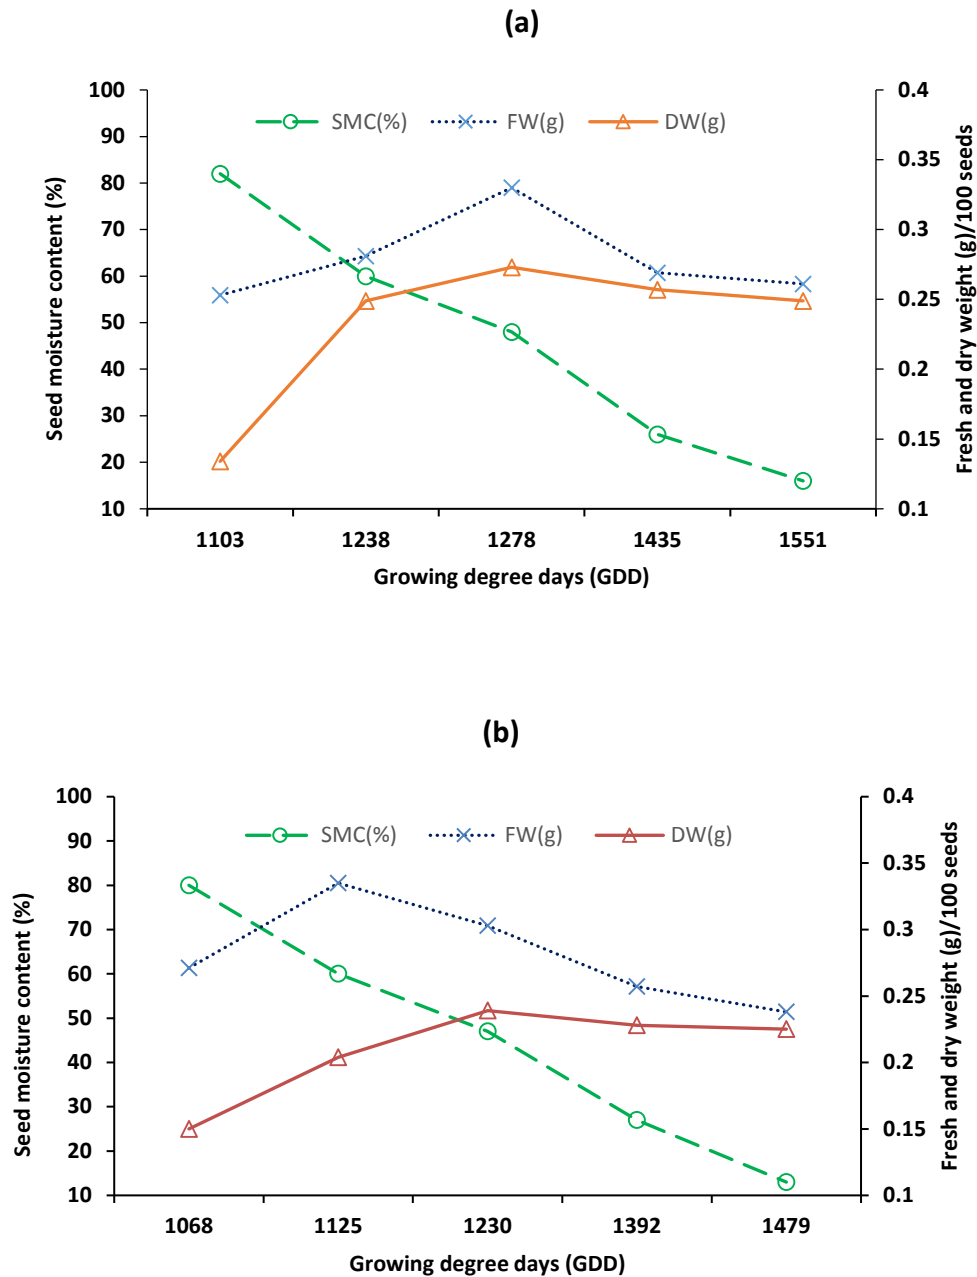 (a)
100
90
80
70
60
50
40
30
20
10
Seed moisture content (%)
SMC(%) FW(g) DW(g)
0.4
0.35
0.3
0.25
0.2
0.15
0.1
Fresh and dry weight (g)/100 seeds
1103 1238 1278 1435 1551
Growing degree days (GDD)
(b)
100
90
80
70
60
50
40
30
20
10
Seed moisture content (%)
SMC(%) FW(g) DW(g)
0.4
0.35
0.3
0.25
0.2
0.15
0.1
Fresh and dry weight (g)/100 seeds
1068 1125 1230 1392 1479
Growing degree days (GDD)